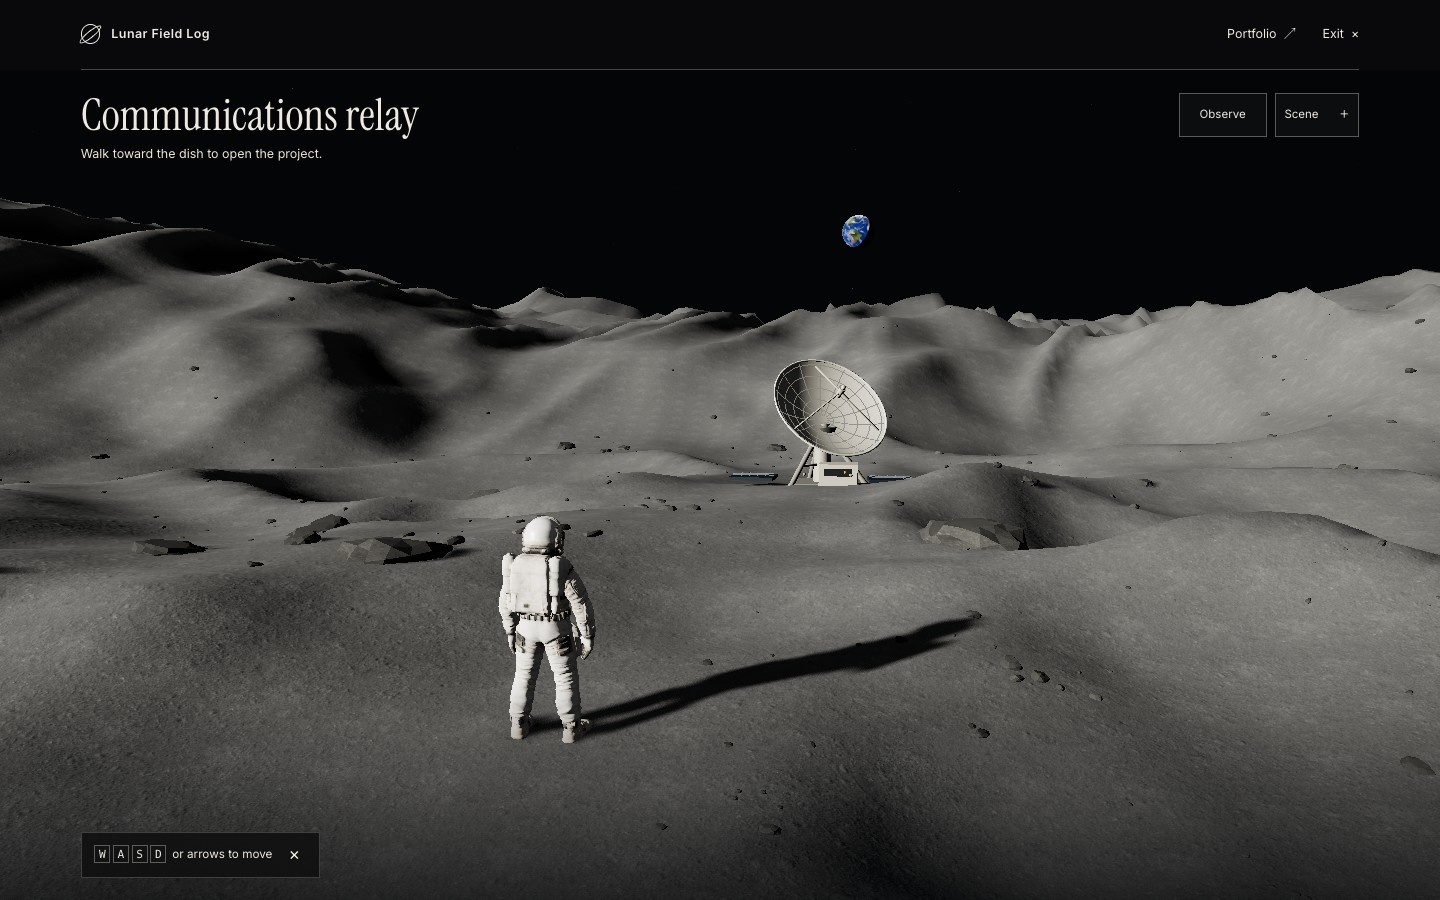 Lunar Field Log
Portfolio ↗ Exit ×
Communications relay
Walk toward the dish to open the project.
Observe
Scene +
W A S D or arrows to move ×